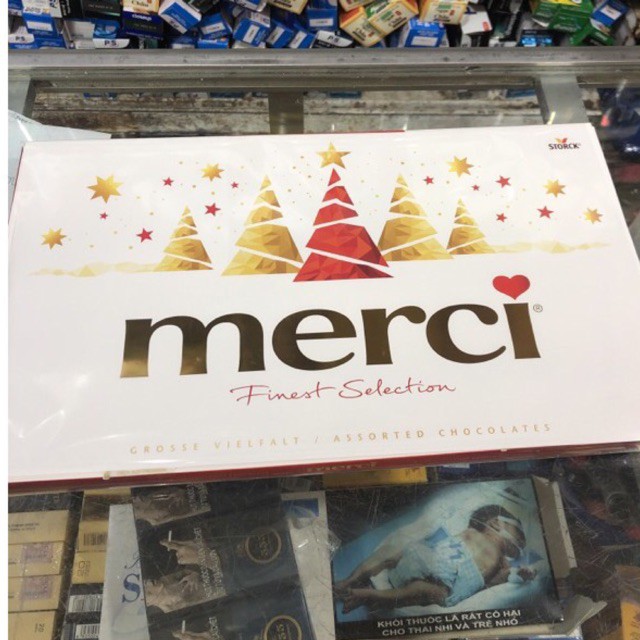 STORCK
merci
Finest Selection
GROSSE VIELFALT / ASSORTED CHOCOLATES
KHÓI THUỐC LÁ RẤT CÓ HẠI
CHO THAI NHI VÀ TRẺ NHỎ